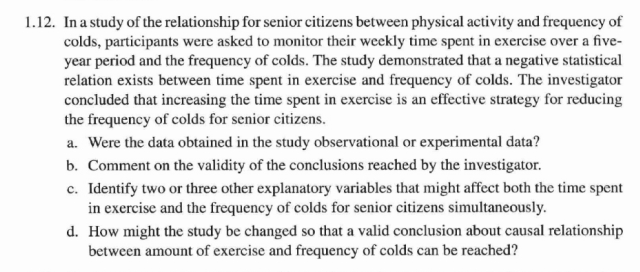 1.12. In a study of the relationship for senior citizens between physical activity and frequency of
colds, participants were asked to monitor their weekly time spent in exercise over a five-
year period and the frequency of colds. The study demonstrated that a negative statistical
relation exists between time spent in exercise and frequency of colds. The investigator
concluded that increasing the time spent in exercise is an effective strategy for reducing
the frequency of colds for senior citizens.
a. Were the data obtained in the study observational or experimental data?
b. Comment on the validity of the conclusions reached by the investigator.
c. Identify two or three other explanatory variables that might affect both the time spent
in exercise and the frequency of colds for senior citizens simultaneously.
d. How might the study be changed so that a valid conclusion about causal relationship
between amount of exercise and frequency of colds can be reached?